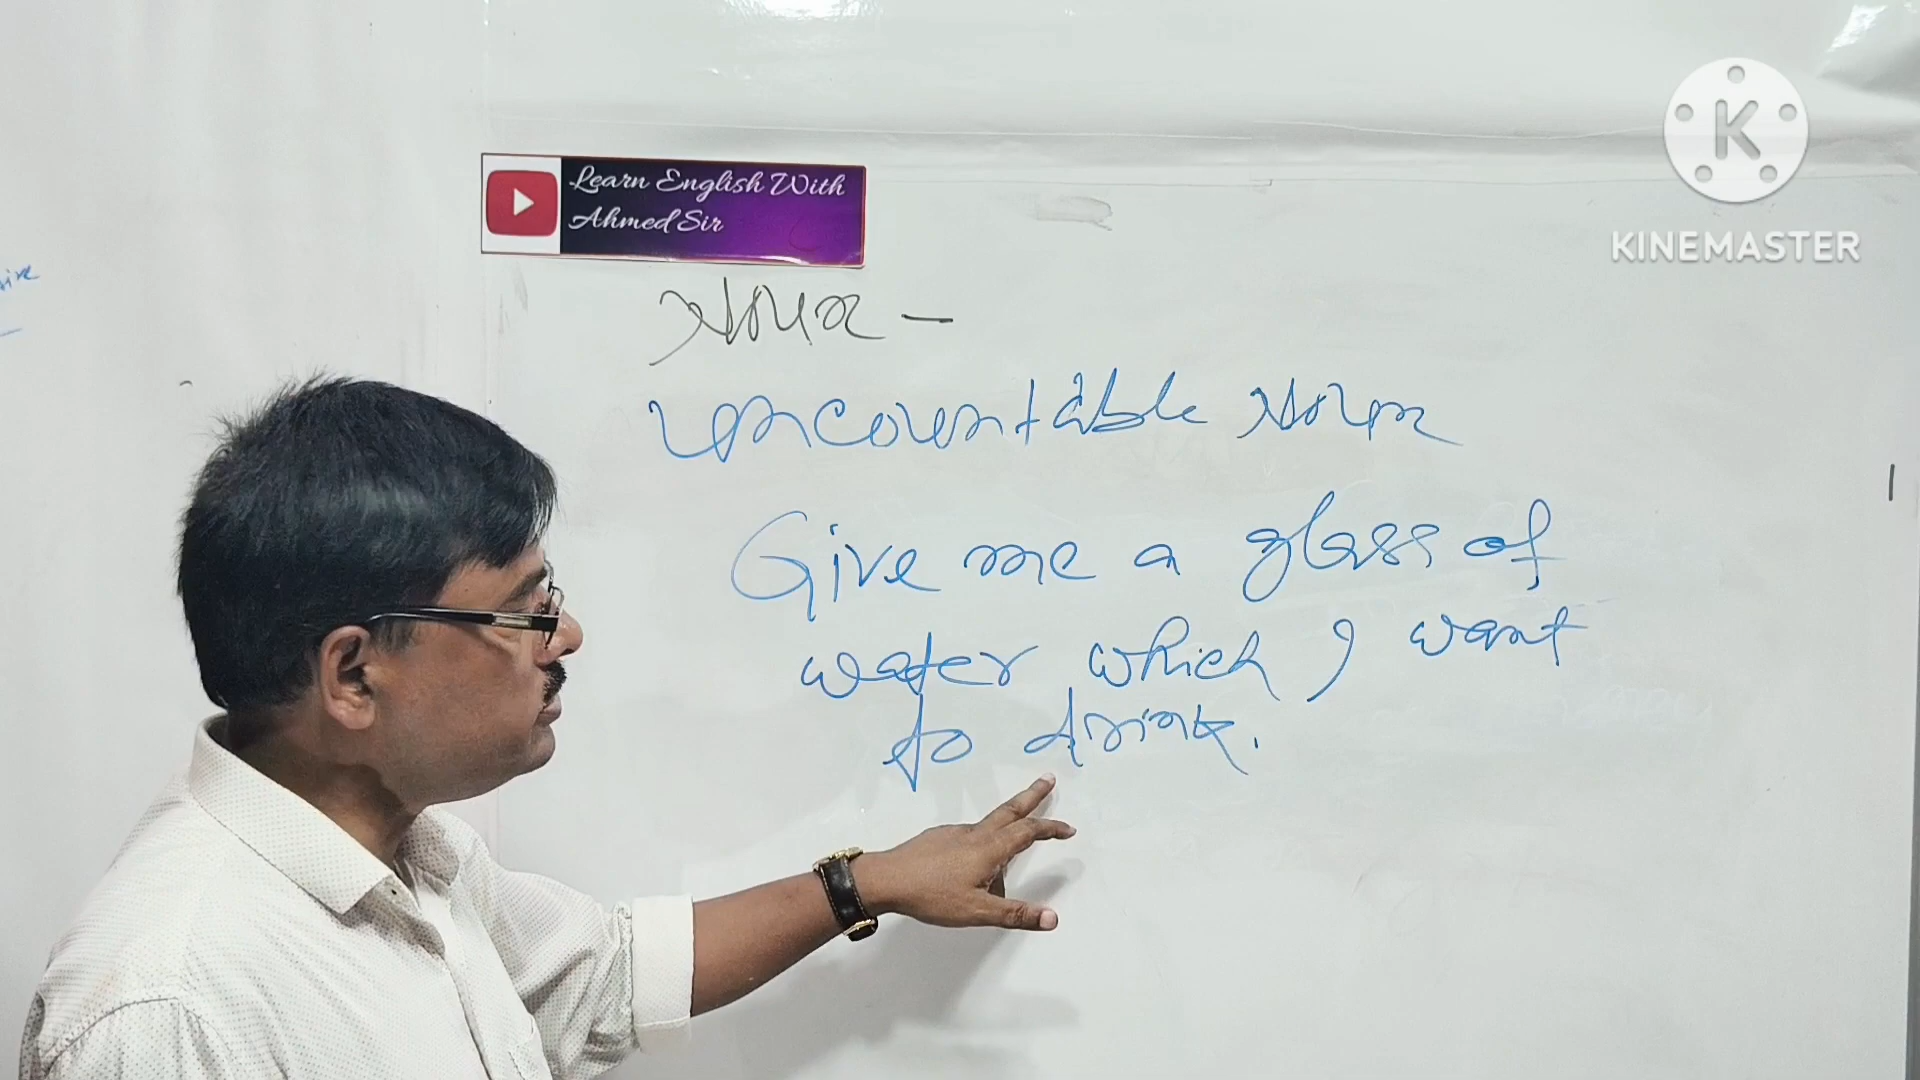 Learn English With
Ahmed Sir
KINEMASTER
Noun -
uncountable Noun
Give me a glass of
water which I want
to drink.